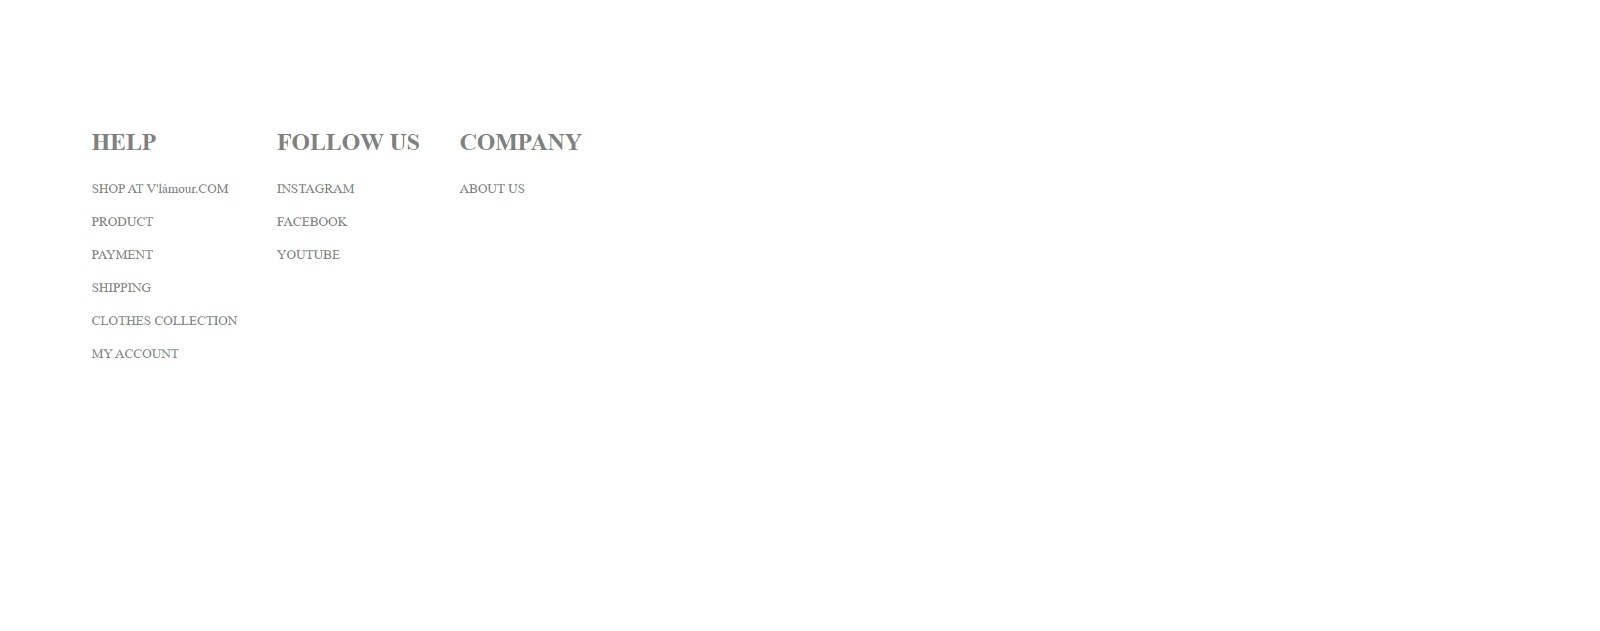 HELP
SHOP AT V'làmour.COM
PRODUCT
PAYMENT
SHIPPING
CLOTHES COLLECTION
MY ACCOUNT
FOLLOW US
INSTAGRAM
FACEBOOK
YOUTUBE
COMPANY
ABOUT US